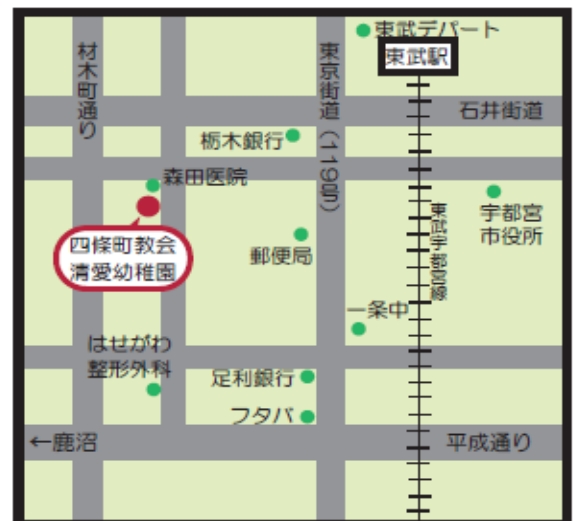 東武デパート
東武駅
材木町通り
東京街道(119号)
石井街道
栃木銀行
森田医院
四條町教会
清愛幼稚園
郵便局
東武宇都宮線
宇都宮
市役所
一条中
はせがわ
整形外科
足利銀行
フタバ
←鹿沼
平成通り